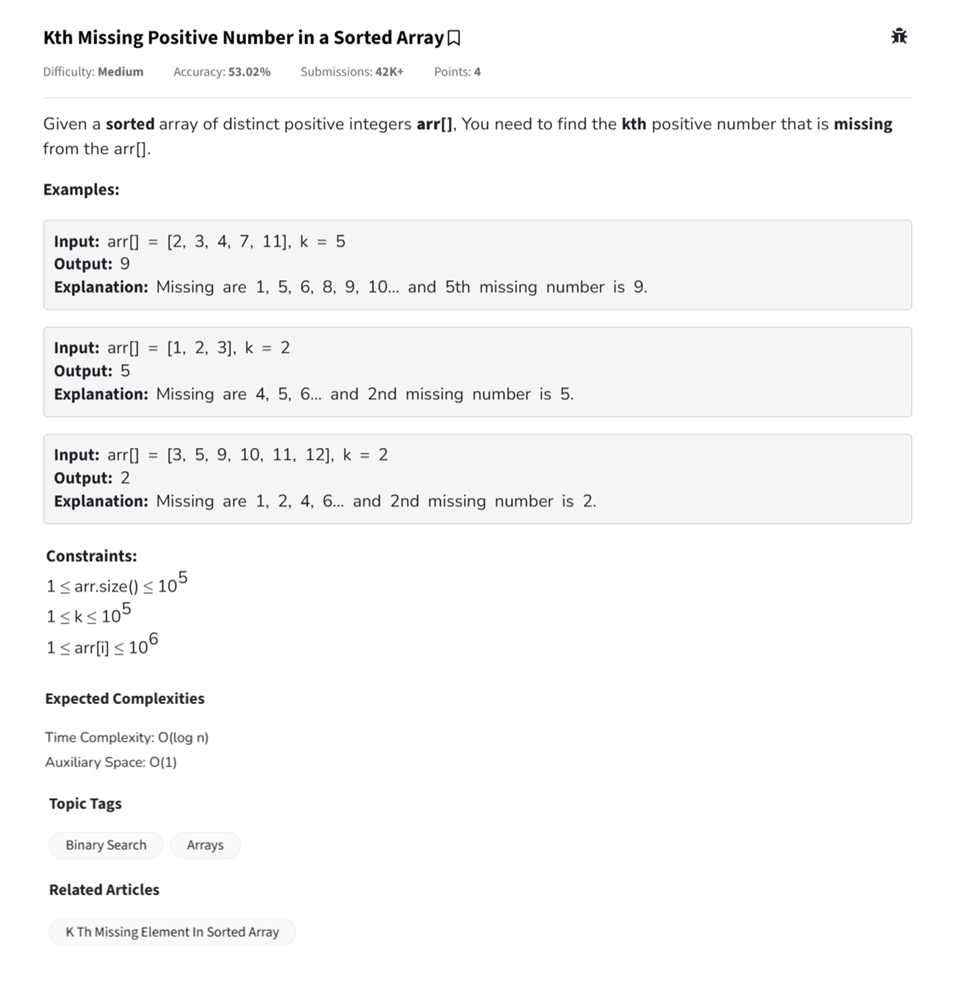 Kth Missing Positive Number in a Sorted Array
Difficulty: Medium Accuracy: 53.02% Submissions: 42K+ Points: 4
Given a sorted array of distinct positive integers arr[], You need to find the kth positive number that is missing
from the arr[].
Examples:
Input: arr[] = [2, 3, 4, 7, 11], k = 5
Output: 9
Explanation: Missing are 1, 5, 6, 8, 9, 10... and 5th missing number is 9.
Input: arr[] = [1, 2, 3], k = 2
Output: 5
Explanation: Missing are 4, 5, 6... and 2nd missing number is 5.
Input: arr[] = [3, 5, 9, 10, 11, 12], k = 2
Output: 2
Explanation: Missing are 1, 2, 4, 6... and 2nd missing number is 2.
Constraints:
1 ≤ arr.size() ≤ 10^5
1 ≤ k ≤ 10^5
1 ≤ arr[i] ≤ 10^6
Expected Complexities
Time Complexity: O(log n)
Auxiliary Space: O(1)
Topic Tags
Binary Search Arrays
Related Articles
K Th Missing Element In Sorted Array